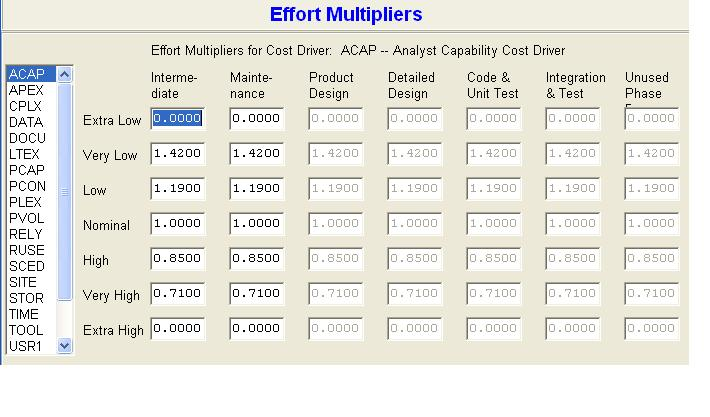 Effort Multipliers
Effort Multipliers for Cost Driver: ACAP -- Analyst Capability Cost Driver
ACAP
APEX
CPLX
DATA
DOCU
LTEX
PCAP
PCON
PLEX
PVOL
RELY
RUSE
SCED
SITE
STOR
TIME
TOOL
USR1
Interme- Mainte- Product Detailed Code & Integration Unused
diate nance Design Design Unit Test & Test Phase
Extra Low 0.0000 0.0000 0.0000 0.0000 0.0000 0.0000 0.0000
Very Low 1.4200 1.4200 1.4200 1.4200 1.4200 1.4200 1.4200
Low 1.1900 1.1900 1.1900 1.1900 1.1900 1.1900 1.1900
Nominal 1.0000 1.0000 1.0000 1.0000 1.0000 1.0000 1.0000
High 0.8500 0.8500 0.8500 0.8500 0.8500 0.8500 0.8500
Very High 0.7100 0.7100 0.7100 0.7100 0.7100 0.7100 0.7100
Extra High 0.0000 0.0000 0.0000 0.0000 0.0000 0.0000 0.0000